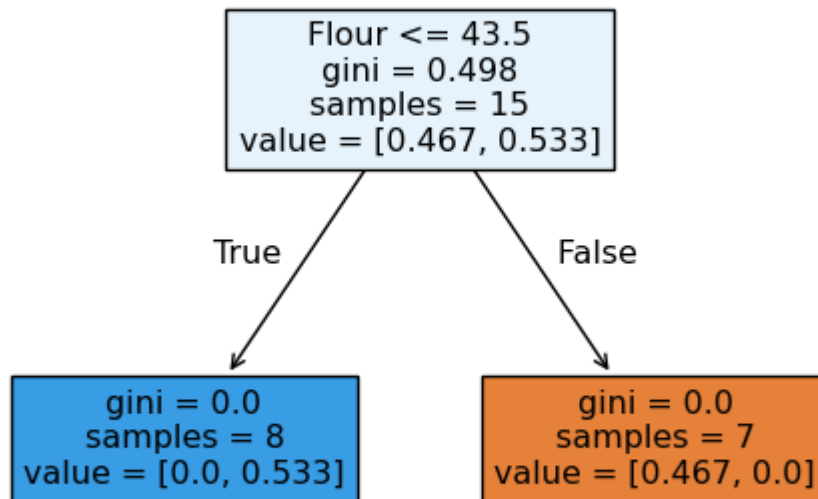 Flour <= 43.5
gini = 0.498
samples = 15
value = [0.467, 0.533]
True
False
gini = 0.0
samples = 8
value = [0.0, 0.533]
gini = 0.0
samples = 7
value = [0.467, 0.0]